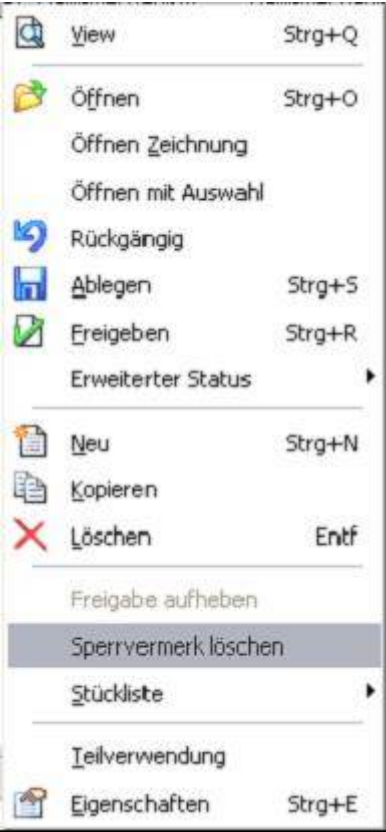 View Strg+Q
Öffnen Strg+O
Öffnen Zeichnung
Öffnen mit Auswahl
Rückgängig
Ablegen Strg+S
Freigeben Strg+R
Erweiterter Status
Neu Strg+N
Kopieren
Löschen Entf
Freigabe aufheben
Sperrvermerk löschen
Stückliste
Teilverwendung
Eigenschaften Strg+E